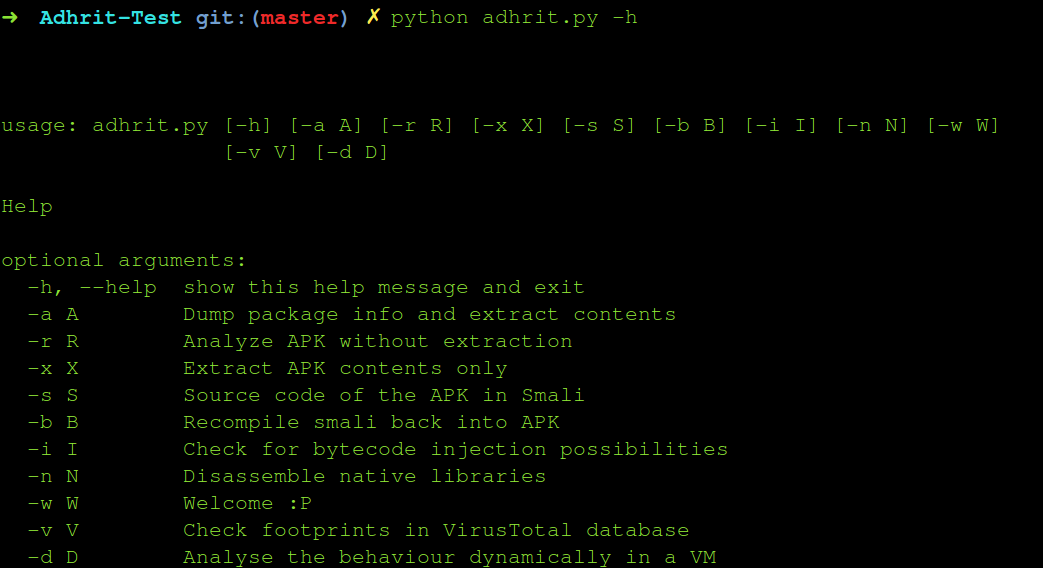 ➜  Adhrit-Test git:(master) ✗ python adhrit.py -h
usage: adhrit.py [-h] [-a A] [-r R] [-x X] [-s S] [-b B] [-i I] [-n N] [-w W]
                 [-v V] [-d D]
Help
optional arguments:
  -h, --help  show this help message and exit
  -a A        Dump package info and extract contents
  -r R        Analyze APK without extraction
  -x X        Extract APK contents only
  -s S        Source code of the APK in Smali
  -b B        Recompile smali back into APK
  -i I        Check for bytecode injection possibilities
  -n N        Disassemble native libraries
  -w W        Welcome :P
  -v V        Check footprints in VirusTotal database
  -d D        Analyse the behaviour dynamically in a VM